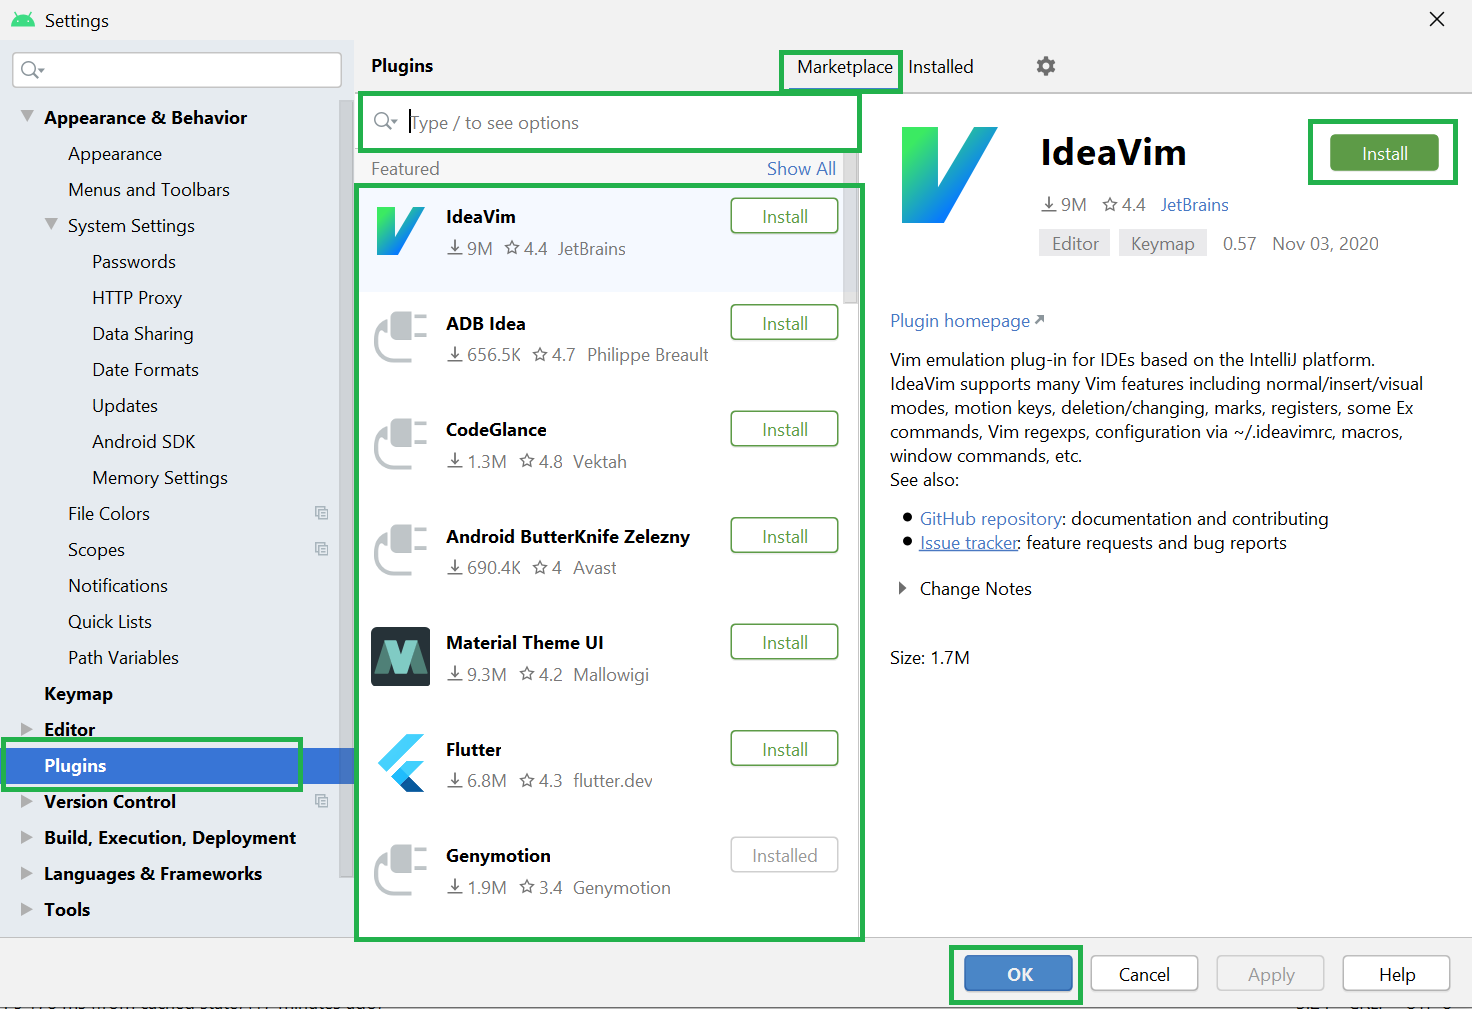 Settings
Appearance & Behavior
Appearance
Menus and Toolbars
System Settings
Passwords
HTTP Proxy
Data Sharing
Date Formats
Updates
Android SDK
Memory Settings
File Colors
Scopes
Notifications
Quick Lists
Path Variables
Keymap
Editor
Plugins
Version Control
Build, Execution, Deployment
Languages & Frameworks
Tools
Plugins
Marketplace Installed
Type / to see options
Featured Show All
IdeaVim Install
9M 4.4 JetBrains
ADB Idea Install
656.5K 4.7 Philippe Breault
CodeGlance Install
1.3M 4.8 Vektah
Android ButterKnife Zelezny Install
690.4K 4 Avast
Material Theme UI Install
9.3M 4.2 Mallowigi
Flutter Install
6.8M 4.3 flutter.dev
Genymotion Installed
1.9M 3.4 Genymotion
IdeaVim Install
9M 4.4 JetBrains
Editor Keymap 0.57 Nov 03, 2020
Plugin homepage
Vim emulation plug-in for IDEs based on the IntelliJ platform.
IdeaVim supports many Vim features including normal/insert/visual
modes, motion keys, deletion/changing, marks, registers, some Ex
commands, Vim regexps, configuration via ~/.ideavimrc, macros,
window commands, etc.
See also:
GitHub repository: documentation and contributing
Issue tracker: feature requests and bug reports
Change Notes
Size: 1.7M
OK Cancel Apply Help